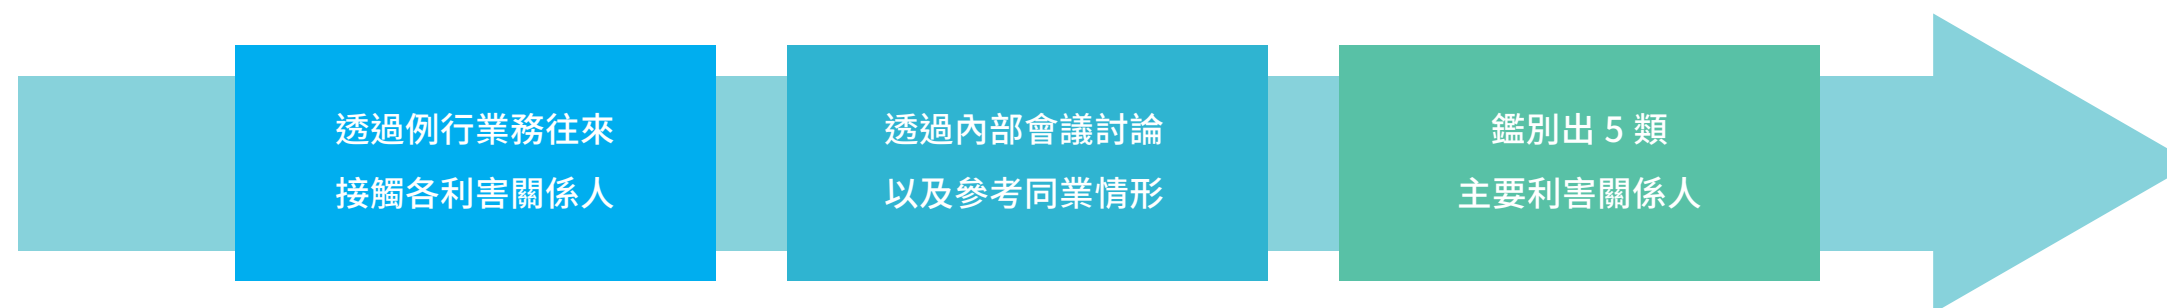 透過例行業務往來
接觸各利害關係人
透過內部會議討論
以及參考同業情形
鑑別出 5 類
主要利害關係人